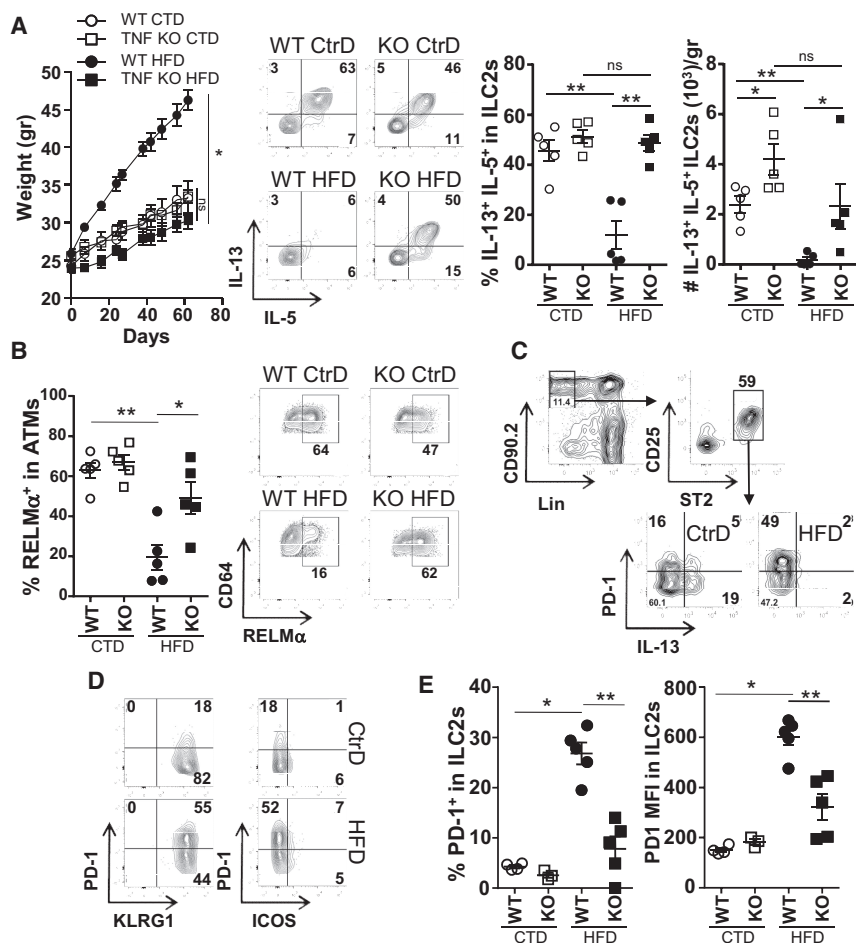 A
WT CTD
TNF KO CTD
WT HFD
TNF KO HFD
Weight (gr)
50
45
40
35
30
25
20
0 20 40 60 80
Days
*
ns
WT CtrD KO CtrD
3 63 5 46
7 11
WT HFD KO HFD
3 6 4 50
6 15
IL-13
IL-5
% IL-13+ IL-5+ in ILC2s
80
60
40
20
0
ns
** **
WT KO WT KO
CTD HFD
# IL-13+ IL-5+ ILC2s (10³)/gr
8
6
4
2
0
ns
**
* *
WT KO WT KO
CTD HFD
B
% RELMα+ in ATMs
100
80
60
40
20
0
** *
WT KO WT KO
CTD HFD
WT CtrD KO CtrD
64 47
WT HFD KO HFD
16 62
CD64
RELMα
C
11.4
CD90.2
Lin
59
CD25
ST2
16 CtrD 5
60.1 19
49 HFD 2
47.2 2
PD-1
IL-13
D
0 18 18 1
82 6
CtrD
0 55 52 7
44 5
HFD
PD-1 PD-1
KLRG1 ICOS
E
% PD-1+ in ILC2s
40
30
20
10
0
* **
WT KO WT KO
CTD HFD
PD1 MFI in ILC2s
800
600
400
200
0
* **
WT KO WT KO
CTD HFD